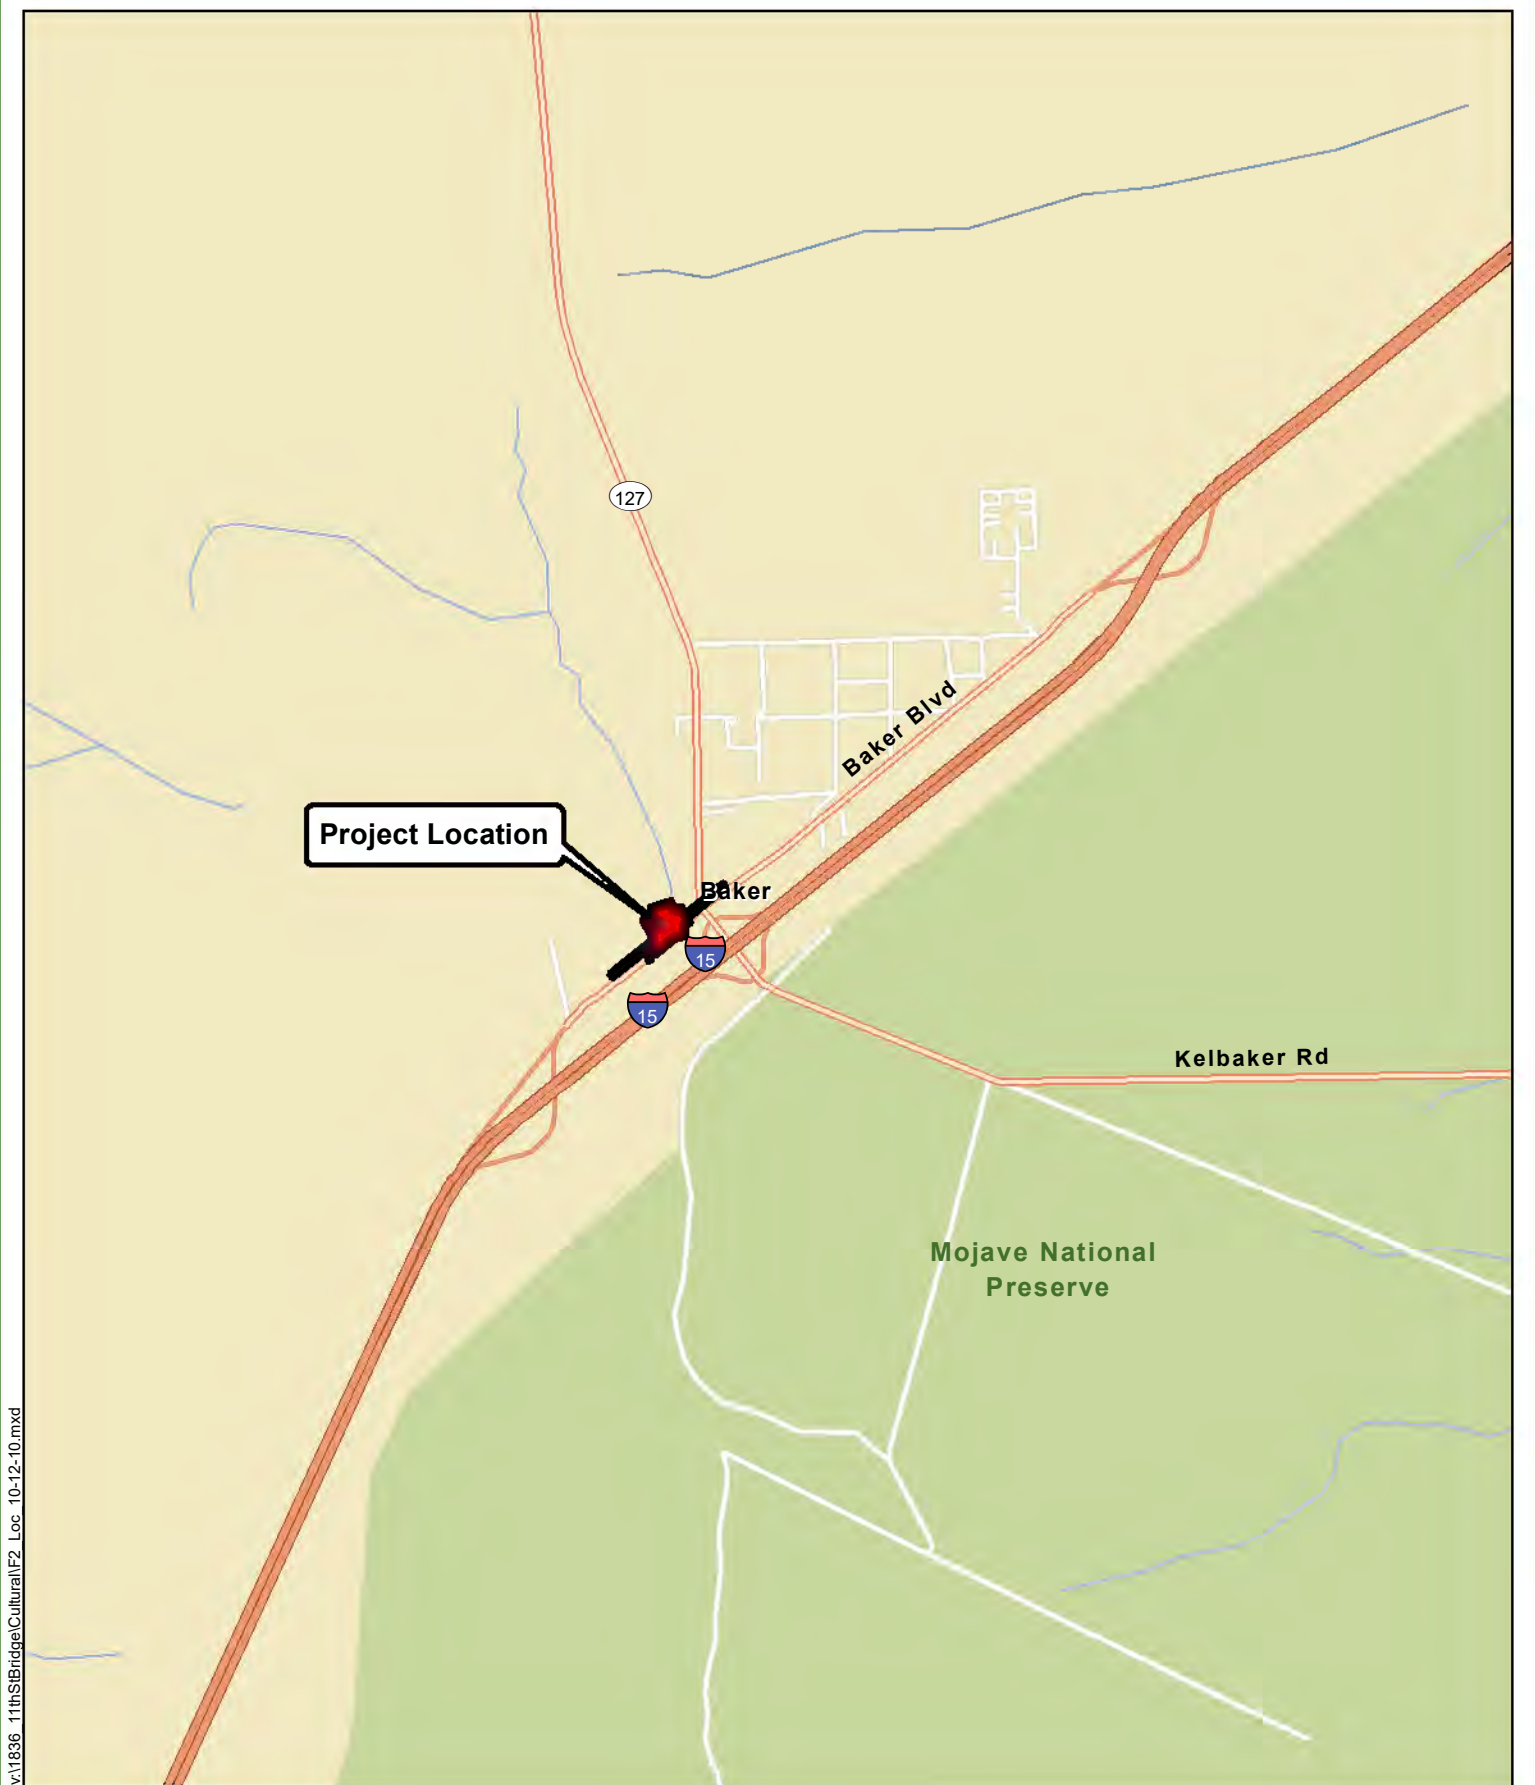 127
Baker Blvd
Project Location
Baker
15
15
Kelbaker Rd
Mojave National
Preserve
v:\1836_11thStBridge\Cultural\F2_Loc_10-12-10.mxd